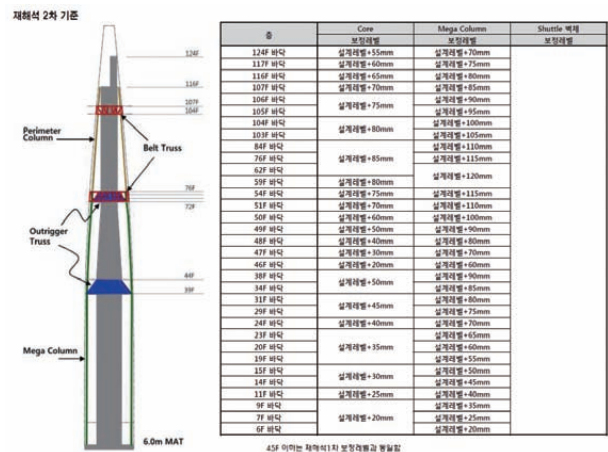 재해석 2차 기준
124F
116F
107F
104F
Perimeter
Column
Belt Truss
76F
72F
Outrigger
Truss
44F
39F
Mega Column
6.0m MAT
층 Core Mega Column Shuttle 벽체
보정레벨 보정레벨 보정레벨
124F 바닥 설계레벨+55mm 설계레벨+70mm
117F 바닥 설계레벨+60mm 설계레벨+75mm
116F 바닥 설계레벨+65mm 설계레벨+80mm
107F 바닥 설계레벨+70mm 설계레벨+85mm
106F 바닥 설계레벨+75mm 설계레벨+90mm
105F 바닥 설계레벨+95mm
104F 바닥 설계레벨+80mm 설계레벨+100mm
103F 바닥 설계레벨+105mm
84F 바닥 설계레벨+85mm 설계레벨+110mm
76F 바닥 설계레벨+115mm
62F 바닥 설계레벨+120mm
59F 바닥 설계레벨+80mm
54F 바닥 설계레벨+75mm 설계레벨+115mm
51F 바닥 설계레벨+70mm 설계레벨+110mm
50F 바닥 설계레벨+60mm 설계레벨+100mm
49F 바닥 설계레벨+50mm 설계레벨+90mm
48F 바닥 설계레벨+40mm 설계레벨+80mm
47F 바닥 설계레벨+30mm 설계레벨+70mm
46F 바닥 설계레벨+20mm 설계레벨+60mm
38F 바닥 설계레벨+50mm 설계레벨+90mm
34F 바닥 설계레벨+85mm
31F 바닥 설계레벨+45mm 설계레벨+80mm
29F 바닥 설계레벨+75mm
24F 바닥 설계레벨+40mm 설계레벨+70mm
23F 바닥 설계레벨+35mm 설계레벨+65mm
20F 바닥 설계레벨+60mm
19F 바닥 설계레벨+55mm
15F 바닥 설계레벨+30mm 설계레벨+50mm
14F 바닥 설계레벨+45mm
11F 바닥 설계레벨+25mm 설계레벨+40mm
9F 바닥 설계레벨+20mm 설계레벨+35mm
7F 바닥 설계레벨+25mm
6F 바닥 설계레벨+20mm
45F 이하는 재해석1차 보정레벨과 동일함